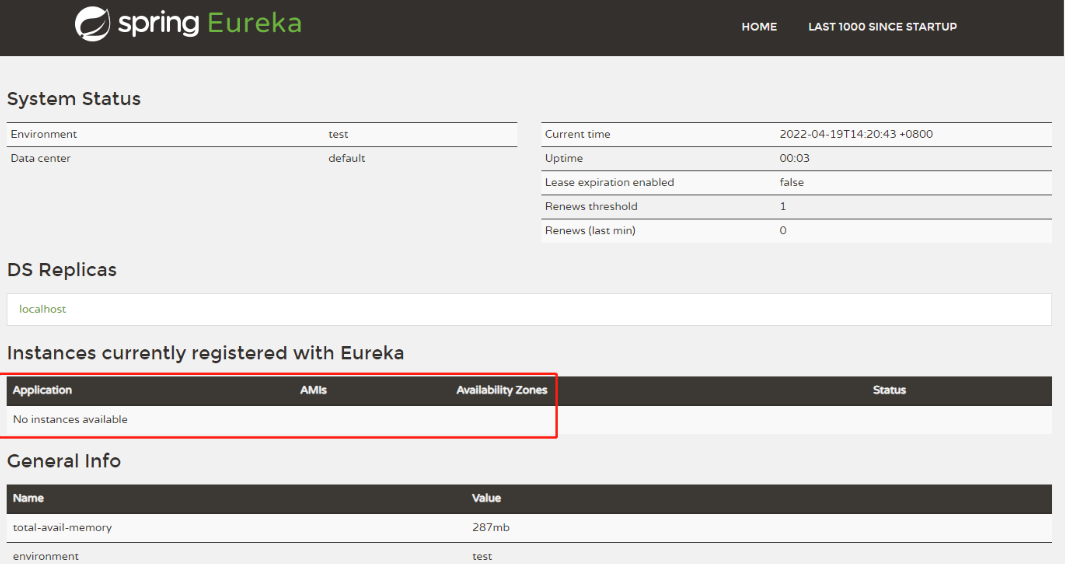 spring Eureka HOME LAST 1000 SINCE STARTUP
System Status
Environment test
Data center default
Current time 2022-04-19T14:20:43 +0800
Uptime 00:03
Lease expiration enabled false
Renews threshold 1
Renews (last min) 0
DS Replicas
localhost
Instances currently registered with Eureka
Application AMIs Availability Zones Status
No instances available
General Info
Name Value
total-avail-memory 287mb
environment test